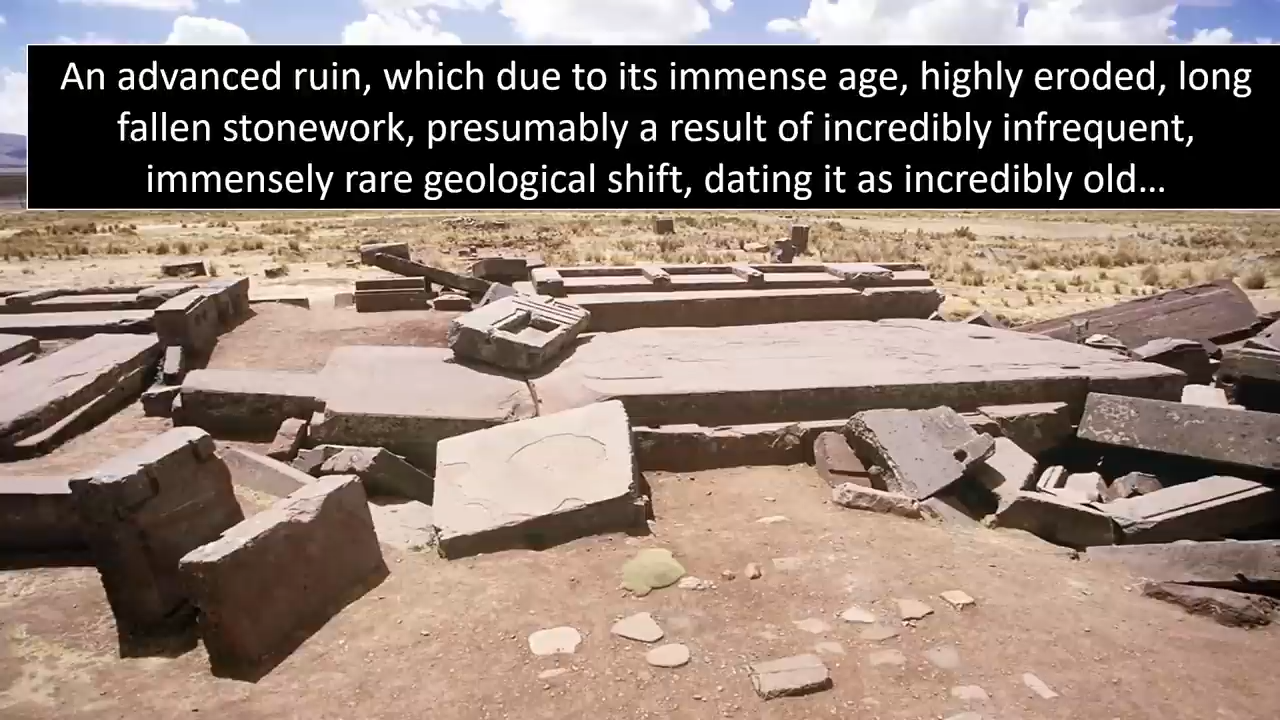 An advanced ruin, which due to its immense age, highly eroded, long
fallen stonework, presumably a result of incredibly infrequent,
immensely rare geological shift, dating it as incredibly old...